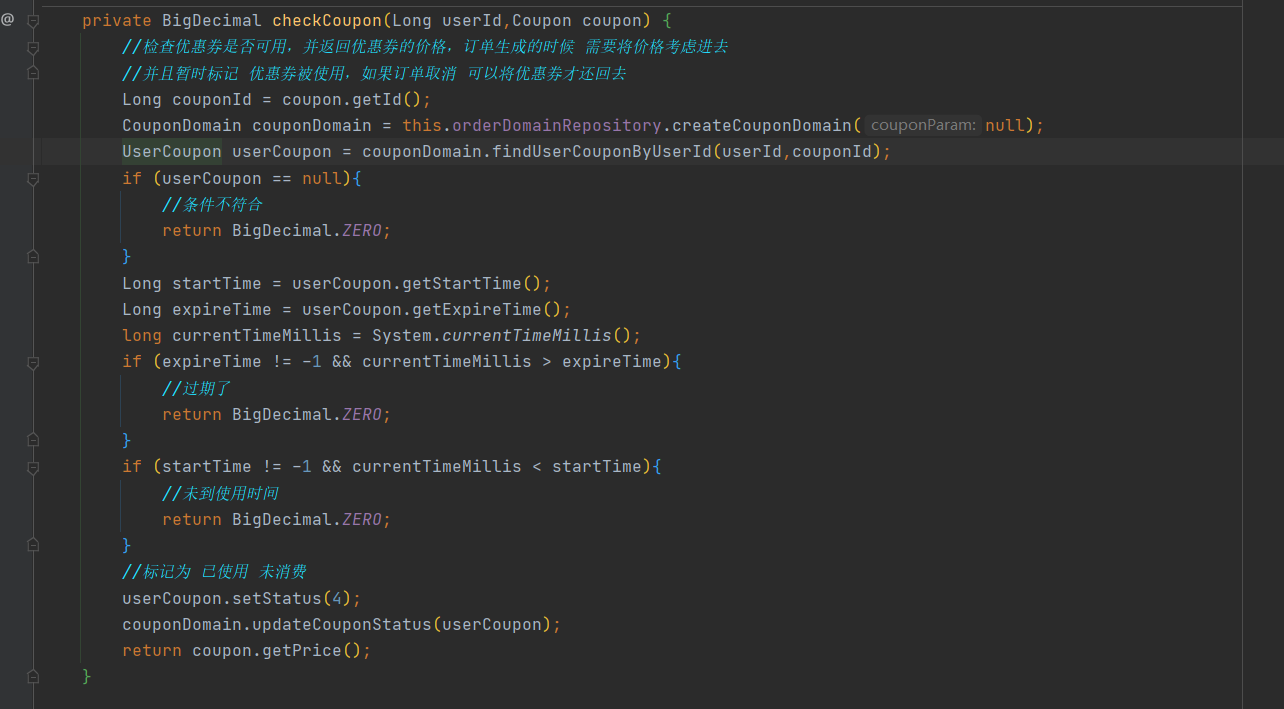 @
private BigDecimal checkCoupon(Long userId,Coupon coupon) {
//检查优惠券是否可用，并返回优惠券的价格，订单生成的时候 需要将价格考虑进去
//并且暂时标记 优惠券被使用，如果订单取消 可以将优惠券才还回去
Long couponId = coupon.getId();
CouponDomain couponDomain = this.orderDomainRepository.createCouponDomain( couponParam: null);
UserCoupon userCoupon = couponDomain.findUserCouponByUserId(userId,couponId);
if (userCoupon == null){
//条件不符合
return BigDecimal.ZERO;
}
Long startTime = userCoupon.getStartTime();
Long expireTime = userCoupon.getExpireTime();
long currentTimeMillis = System.currentTimeMillis();
if (expireTime != -1 && currentTimeMillis > expireTime){
//过期了
return BigDecimal.ZERO;
}
if (startTime != -1 && currentTimeMillis < startTime){
//未到使用时间
return BigDecimal.ZERO;
}
//标记为 已使用 未消费
userCoupon.setStatus(4);
couponDomain.updateCouponStatus(userCoupon);
return coupon.getPrice();
}